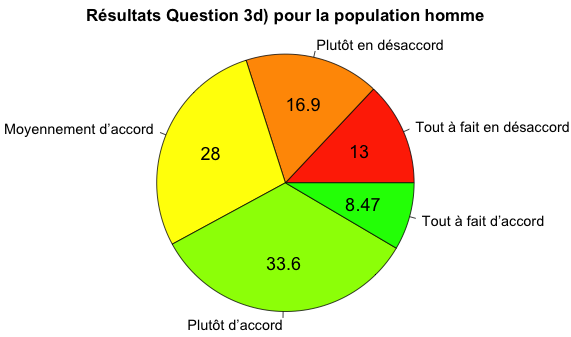 Résultats Question 3d) pour la population homme
Plutôt en désaccord
16.9
Moyennement d'accord
28
Tout à fait en désaccord
13
8.47
Tout à fait d'accord
33.6
Plutôt d'accord